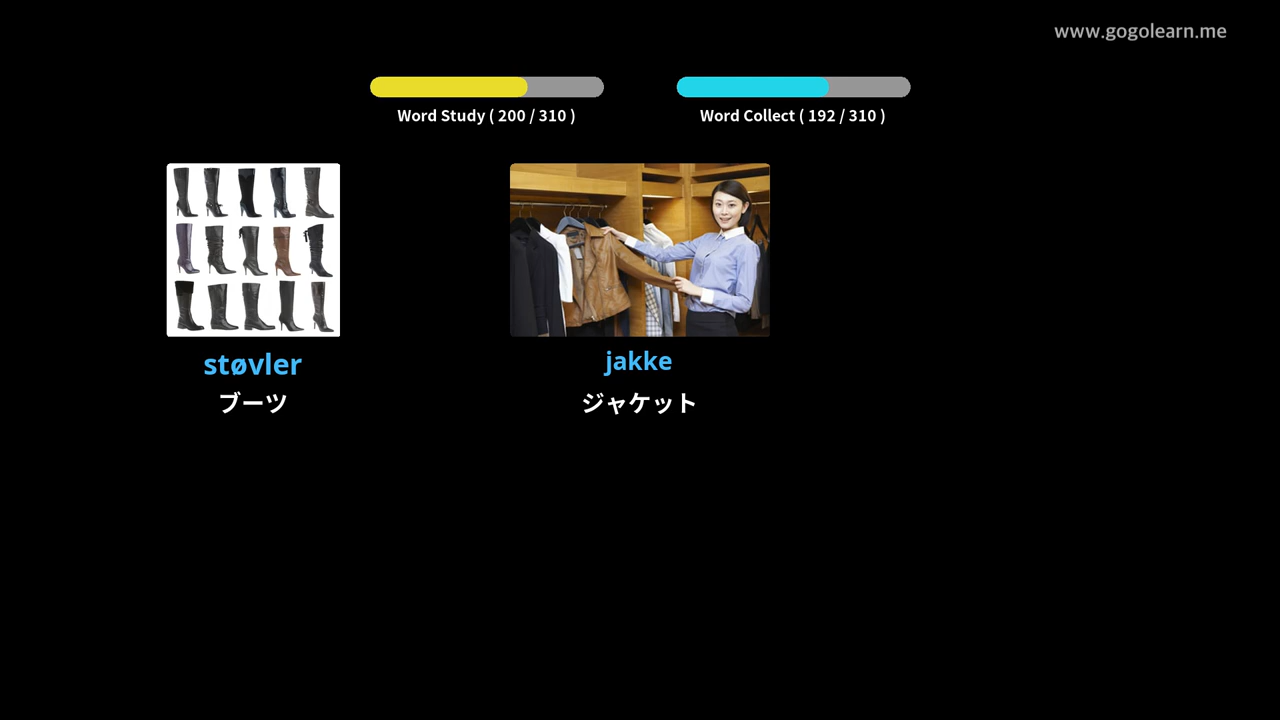 www.gogolearn.me
Word Study ( 200 / 310 )
Word Collect ( 192 / 310 )
støvler
ブーツ
jakke
ジャケット